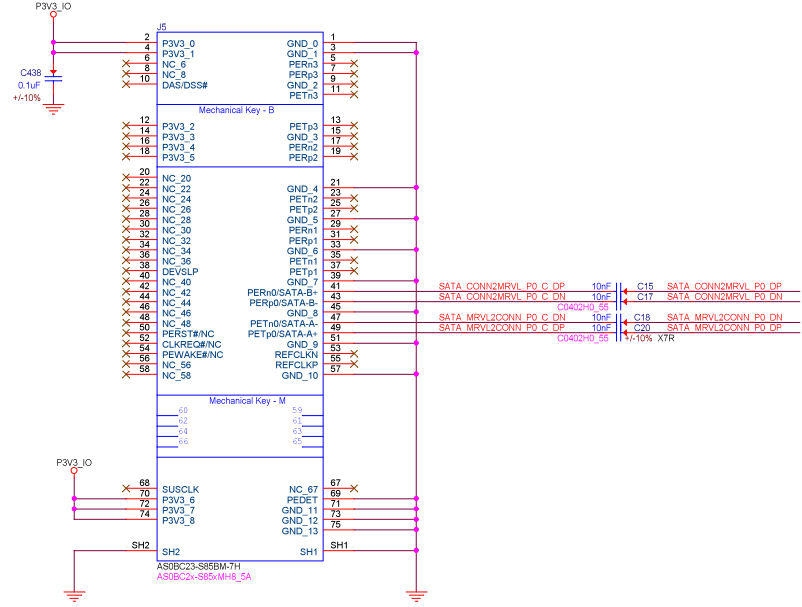 P3V3_IO
J5
2 P3V3_0 GND_0 1
4 P3V3_1 GND_1 3
6 NC_6 PERn3 5
8 NC_8 PERp3 7
10 DAS/DSS# GND_2 9
PETn3 11
C438
0.1uF
+/-10%
Mechanical Key - B
12 P3V3_2 PETp3 13
14 P3V3_3 GND_3 15
16 P3V3_4 PERn2 17
18 P3V3_5 PERp2 19
20 NC_20
22 NC_22 GND_4 21
24 NC_24 PETn2 23
26 NC_26 PETp2 25
28 NC_28 GND_5 27
30 NC_30 PERn1 29
32 NC_32 PERp1 31
34 NC_34 GND_6 33
36 NC_36 PETn1 35
38 DEVSLP PETp1 37
40 NC_40 GND_7 39
42 NC_42 PERn0/SATA-B+ 41 SATA_CONN2MRVL_P0_C_DP 10nF C15 SATA_CONN2MRVL_P0_DP
44 NC_44 PERp0/SATA-B- 43 SATA_CONN2MRVL_P0_C_DN 10nF C17 SATA_CONN2MRVL_P0_DN
C0402H0_56
46 NC_46 GND_8 45
48 NC_48 PETn0/SATA-A- 47 SATA_MRVL2CONN_P0_C_DN 10nF C18 SATA_MRVL2CONN_P0_DN
50 PERST#/NC PETp0/SATA-A+ 49 SATA_MRVL2CONN_P0_C_DP 10nF C20 SATA_MRVL2CONN_P0_DP
C0402H0_55 +/-10% X7R
52 CLKREQ#/NC GND_9 51
54 PEWAKE#/NC REFCLKN 53
56 NC_56 REFCLKP 55
58 NC_58 GND_10 57
Mechanical Key - M
60 59
62 61
64 63
66 65
P3V3_IO
68 SUSCLK NC_67 67
70 P3V3_6 PEDET 69
72 P3V3_7 GND_11 71
74 P3V3_8 GND_12 73
GND_13 75
SH2 SH2 SH1 SH1
AS0BC23-S85BM-7H
AS0BC2x-S85xMH8_5A